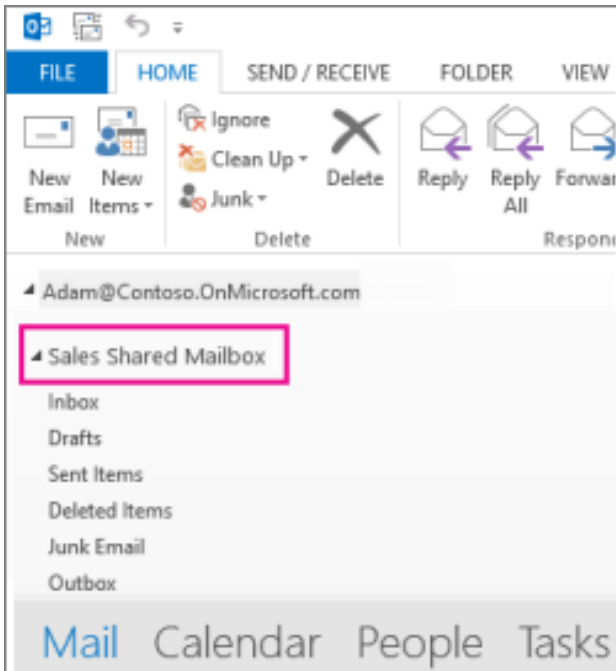 FILE HOME SEND / RECEIVE FOLDER VIEW
Ignore
Clean Up
Junk
New Email
New Items
Delete
Reply
Reply All
Forwar
New Delete Respon
Adam@Contoso.OnMicrosoft.com
Sales Shared Mailbox
Inbox
Drafts
Sent Items
Deleted Items
Junk Email
Outbox
Mail Calendar People Tasks